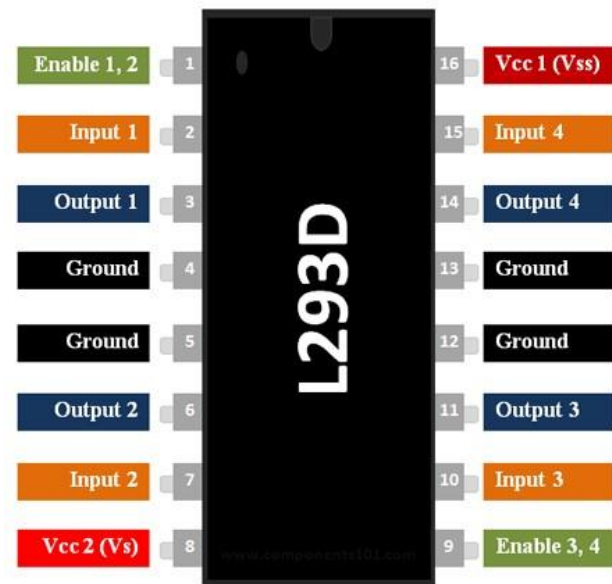 Enable 1, 2
1
16
Vcc 1 (Vss)
Input 1
2
15
Input 4
Output 1
3
14
Output 4
Ground
4
13
Ground
L293D
Ground
5
12
Ground
Output 2
6
11
Output 3
Input 2
7
10
Input 3
Vcc 2 (Vs)
8
www.components101.com
9
Enable 3, 4